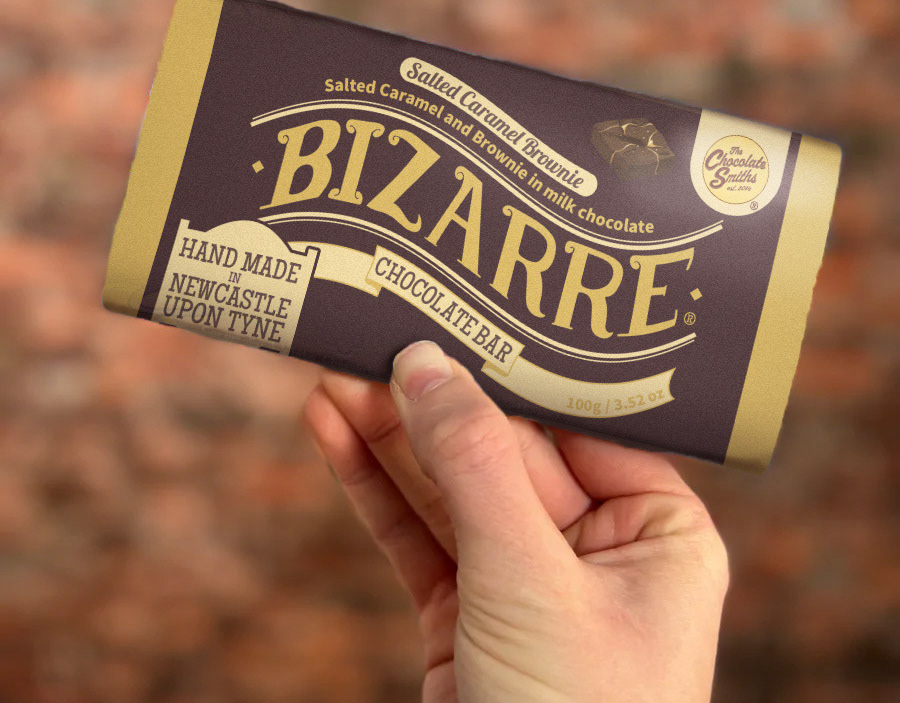 Salted Caramel Brownie
Salted Caramel and Brownie in milk chocolate
BIZARRE®
CHOCOLATE BAR
100g / 3.52 oz
HAND MADE
IN
NEWCASTLE
UPON TYNE
The
Chocolate
Smiths
est. 2014
®